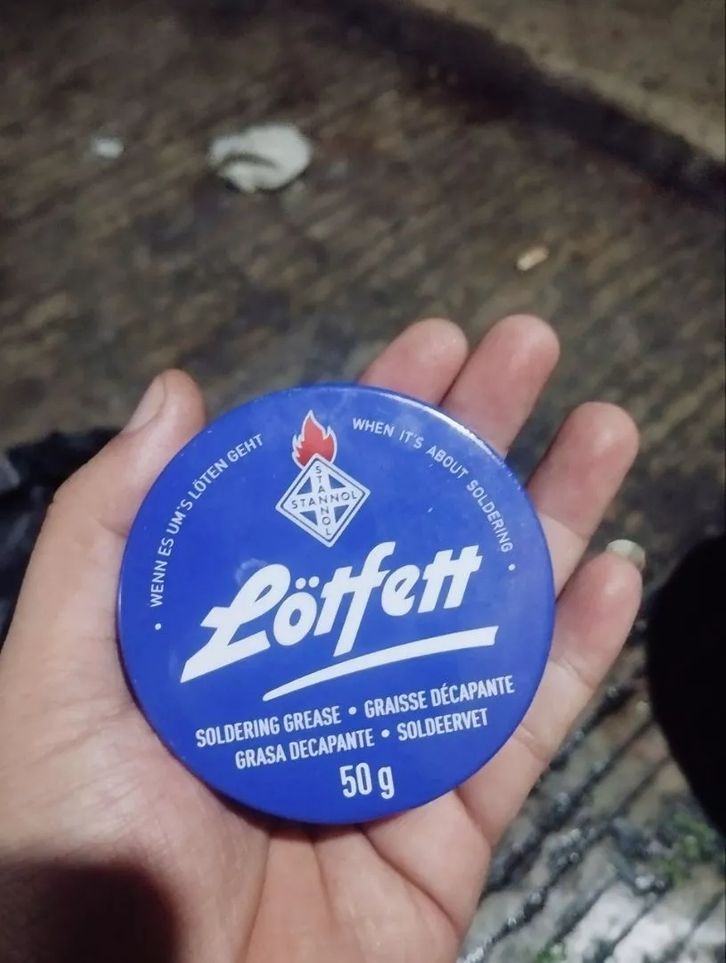 WENN ES UM'S LÖTEN GEHT
WHEN IT'S ABOUT SOLDERING
STANNOL
STANNOL
Lötfett
SOLDERING GREASE • GRAISSE DÉCAPANTE
GRASA DECAPANTE • SOLDEERVET
50 g